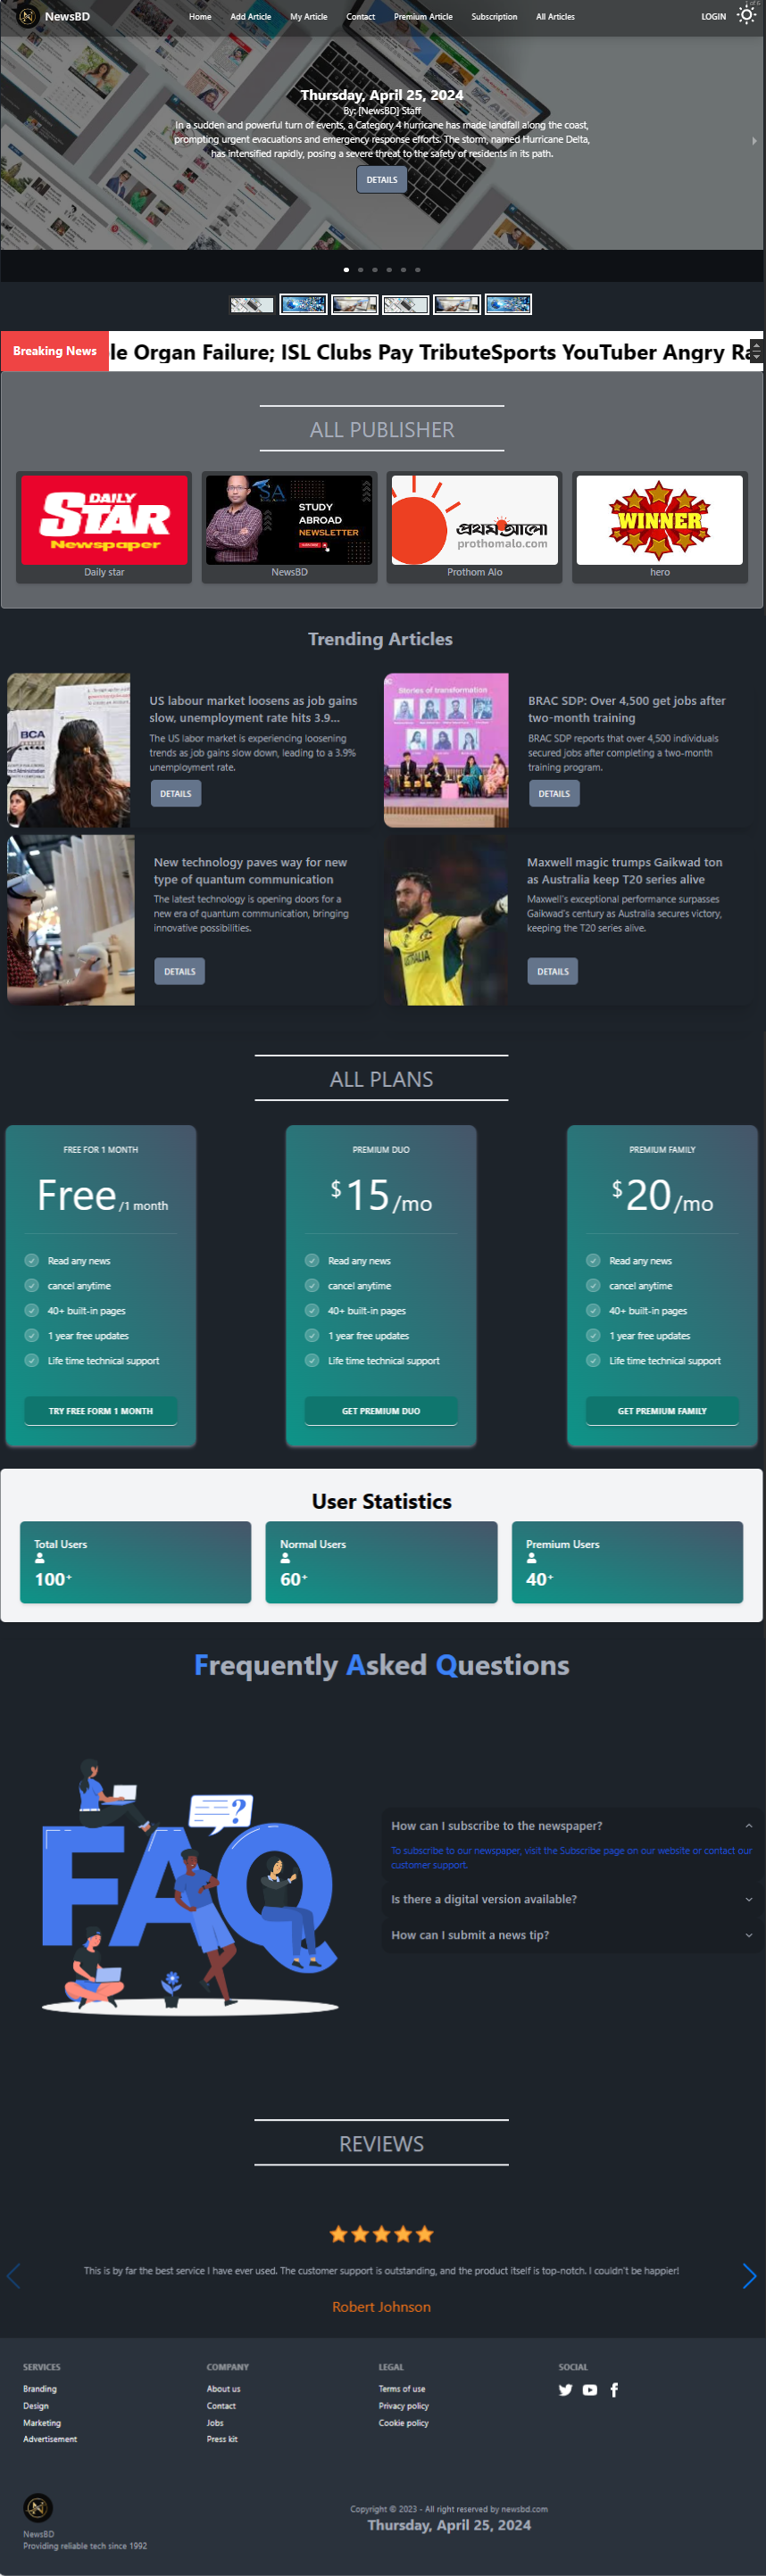 NewsBD
Home Add Article My Article Contact Premium Article Subscription All Articles
LOGIN
Thursday, April 25, 2024
By: [NewsBD] Staff
In a sudden and powerful turn of events, a Category 4 hurricane has made landfall along the coast,
prompting urgent evacuations and emergency response efforts. The storm, named Hurricane Delta,
has intensified rapidly, posing a severe threat to the safety of residents in its path.
DETAILS
Breaking News
le Organ Failure; ISL Clubs Pay TributeSports YouTuber Angry Ra
ALL PUBLISHER
DAILY
STAR
Newspaper
Daily star
SA
STUDY
ABROAD
NEWSLETTER
NewsBD
প্রথম আলো
prothomalo.com
Prothom Alo
WINNER
hero
Trending Articles
BCA
US labour market loosens as job gains
slow, unemployment rate hits 3.9...
The US labor market is experiencing loosening
trends as job gains slow down, leading to a 3.9%
unemployment rate.
DETAILS
Stories of transformation
BRAC SDP: Over 4,500 get jobs after
two-month training
BRAC SDP reports that over 4,500 individuals
secured jobs after completing a two-month
training program.
DETAILS
New technology paves way for new
type of quantum communication
The latest technology is opening doors for a
new era of quantum communication, bringing
innovative possibilities.
DETAILS
AUSTRALIA
Maxwell magic trumps Gaikwad ton
as Australia keep T20 series alive
Maxwell's exceptional performance surpasses
Gaikwad's century as Australia secures victory,
keeping the T20 series alive.
DETAILS
ALL PLANS
FREE FOR 1 MONTH
Free/1 month
Read any news
cancel anytime
40+ built-in pages
1 year free updates
Life time technical support
TRY FREE FORM 1 MONTH
PREMIUM DUO
$15/mo
Read any news
cancel anytime
40+ built-in pages
1 year free updates
Life time technical support
GET PREMIUM DUO
PREMIUM FAMILY
$20/mo
Read any news
cancel anytime
40+ built-in pages
1 year free updates
Life time technical support
GET PREMIUM FAMILY
User Statistics
Total Users
100+
Normal Users
60+
Premium Users
40+
Frequently Asked Questions
?
FAQ
How can I subscribe to the newspaper?
To subscribe to our newspaper, visit the Subscribe page on our website or contact our
customer support.
Is there a digital version available?
How can I submit a news tip?
REVIEWS
This is by far the best service I have ever used. The customer support is outstanding, and the product itself is top-notch. I couldn't be happier!
Robert Johnson
SERVICES
Branding
Design
Marketing
Advertisement
COMPANY
About us
Contact
Jobs
Press kit
LEGAL
Terms of use
Privacy policy
Cookie policy
SOCIAL
NewsBD
Providing reliable tech since 1992
Copyright © 2023 - All right reserved by newsbd.com
Thursday, April 25, 2024